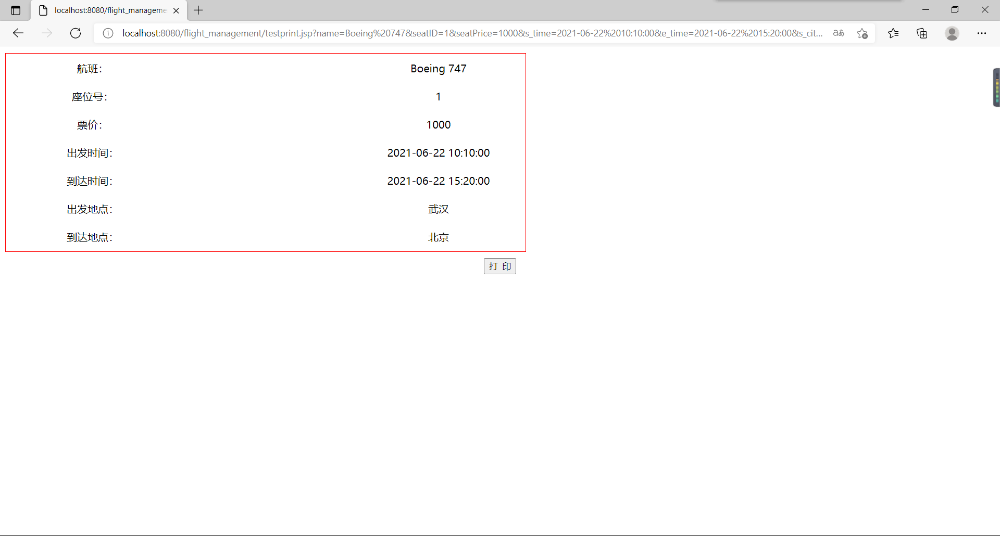 localhost:8080/flight_manageme
localhost:8080/flight_management/testprint.jsp?name=Boeing%20747&seatID=1&seatPrice=1000&s_time=2021-06-22%2010:10:00&e_time=2021-06-22%2015:20:00&s_cit... aあ
航班： Boeing 747
座位号： 1
票价： 1000
出发时间： 2021-06-22 10:10:00
到达时间： 2021-06-22 15:20:00
出发地点： 武汉
到达地点： 北京
打 印